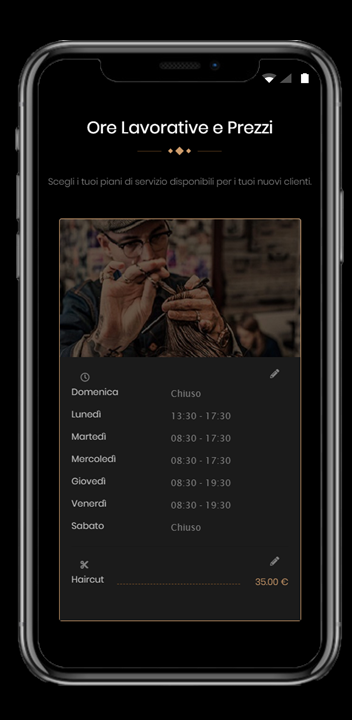 Ore Lavorative e Prezzi
Scegli i tuoi piani di servizio disponibili per i tuoi nuovi clienti.
Domenica Chiuso
Lunedì 13:30 - 17:30
Martedì 08:30 - 17:30
Mercoledì 08:30 - 17:30
Giovedì 08:30 - 19:30
Venerdì 08:30 - 19:30
Sabato Chiuso
Haircut 35.00 €